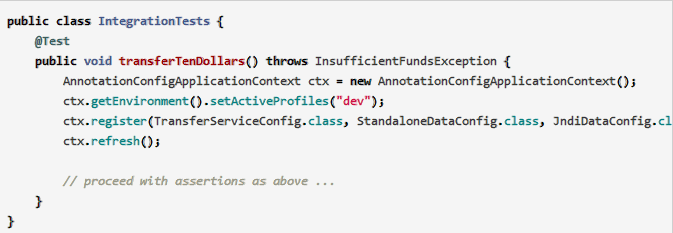 public class IntegrationTests {
@Test
public void transferTenDollars() throws InsufficientFundsException {
AnnotationConfigApplicationContext ctx = new AnnotationConfigApplicationContext();
ctx.getEnvironment().setActiveProfiles("dev");
ctx.register(TransferServiceConfig.class, StandaloneDataConfig.class, JndiDataConfig.cl
ctx.refresh();
// proceed with assertions as above ...
}
}